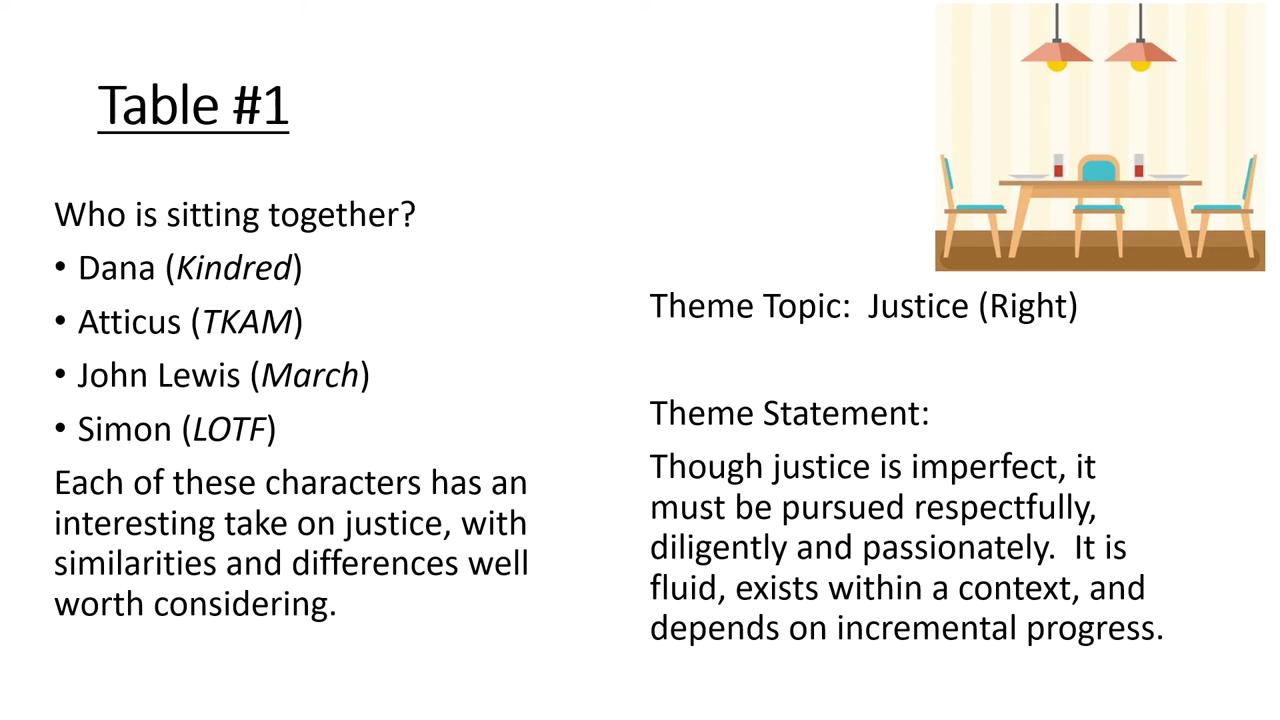 Table #1
Who is sitting together?
• Dana (Kindred)
• Atticus (TKAM)
• John Lewis (March)
• Simon (LOTF)
Each of these characters has an
interesting take on justice, with
similarities and differences well
worth considering.
Theme Topic:  Justice (Right)
Theme Statement:
Though justice is imperfect, it
must be pursued respectfully,
diligently and passionately.  It is
fluid, exists within a context, and
depends on incremental progress.